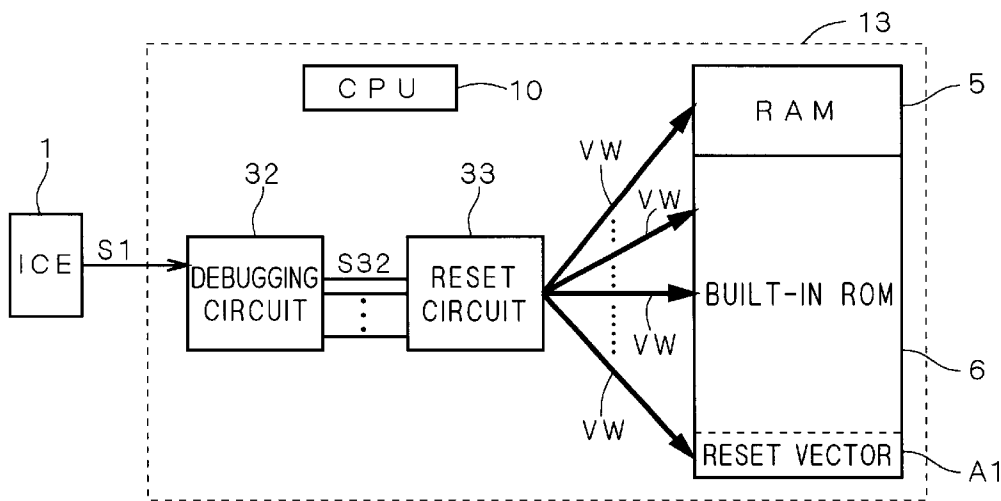 13
CPU
10
RAM
5
1
ICE
S1
32
DEBUGGING
CIRCUIT
S32
33
RESET
CIRCUIT
VW
VW
VW
VW
BUILT-IN ROM
6
RESET VECTOR
A1